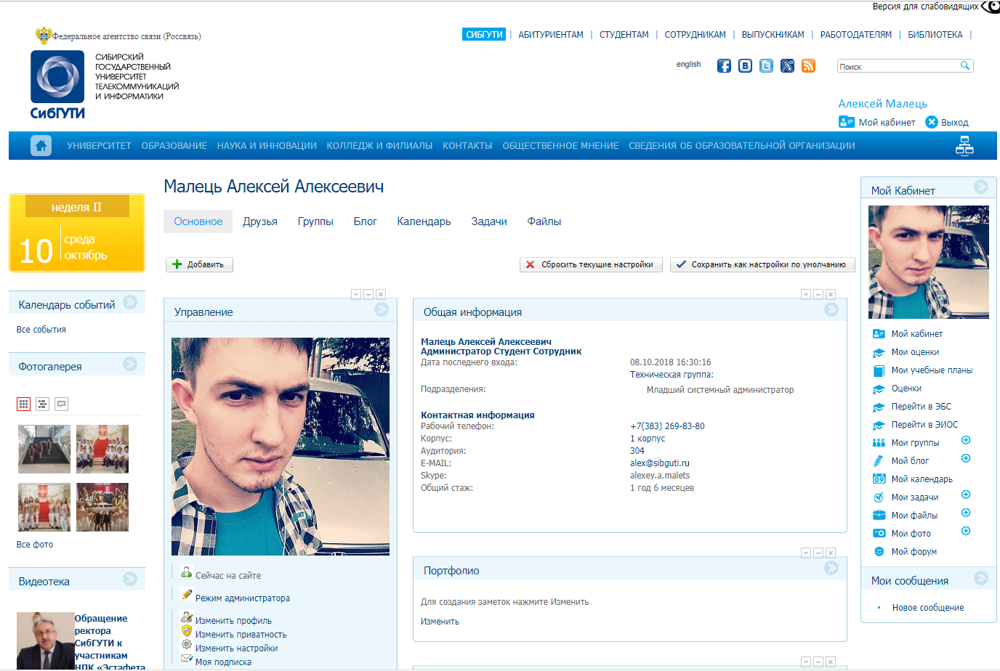 Версия для слабовидящих
Федеральное агентство связи (Россвязь)
СИБГУТИ | АБИТУРИЕНТАМ | СТУДЕНТАМ | СОТРУДНИКАМ | ВЫПУСКНИКАМ | РАБОТОДАТЕЛЯМ | БИБЛИОТЕКА |
СИБИРСКИЙ
ГОСУДАРСТВЕННЫЙ
УНИВЕРСИТЕТ
ТЕЛЕКОММУНИКАЦИЙ
И ИНФОРМАТИКИ
СибГУТИ
english
Поиск
Алексей Малець
Мой кабинет Выход
УНИВЕРСИТЕТ ОБРАЗОВАНИЕ НАУКА И ИННОВАЦИИ КОЛЛЕДЖ И ФИЛИАЛЫ КОНТАКТЫ ОБЩЕСТВЕННОЕ МНЕНИЕ СВЕДЕНИЯ ОБ ОБРАЗОВАТЕЛЬНОЙ ОРГАНИЗАЦИИ
неделя II
10
среда
октябрь
Календарь событий
Все события
Фотогалерея
Все фото
Видеотека
Обращение
ректора
СибГУТИ к
участникам
НПК «Эстафета
Малець Алексей Алексеевич
Основное Друзья Группы Блог Календарь Задачи Файлы
Добавить
Сбросить текущие настройки
Сохранить как настройки по умолчанию
Управление
Сейчас на сайте
Режим администратора
Изменить профиль
Изменить приватность
Изменить настройки
Моя подписка
Общая информация
Малець Алексей Алексеевич
Администратор Студент Сотрудник
Дата последнего входа: 08.10.2018 16:30:16
Техническая группа:
Подразделения: Младший системный администратор
Контактная информация
Рабочий телефон: +7(383) 269-83-80
Корпус: 1 корпус
Аудитория: 304
E-MAIL: alex@sibguti.ru
Skype: alexey.a.malets
Общий стаж: 1 год 6 месяцев
Портфолио
Для создания заметок нажмите Изменить
Изменить
Мой Кабинет
Мой кабинет
Мои оценки
Мои учебные планы
Оценки
Перейти в ЭБС
Перейти в ЭИОС
Мои группы
Мой блог
09
Мой календарь
Мои задачи
Мои файлы
Мои фото
Мой форум
Мои сообщения
Новое сообщение